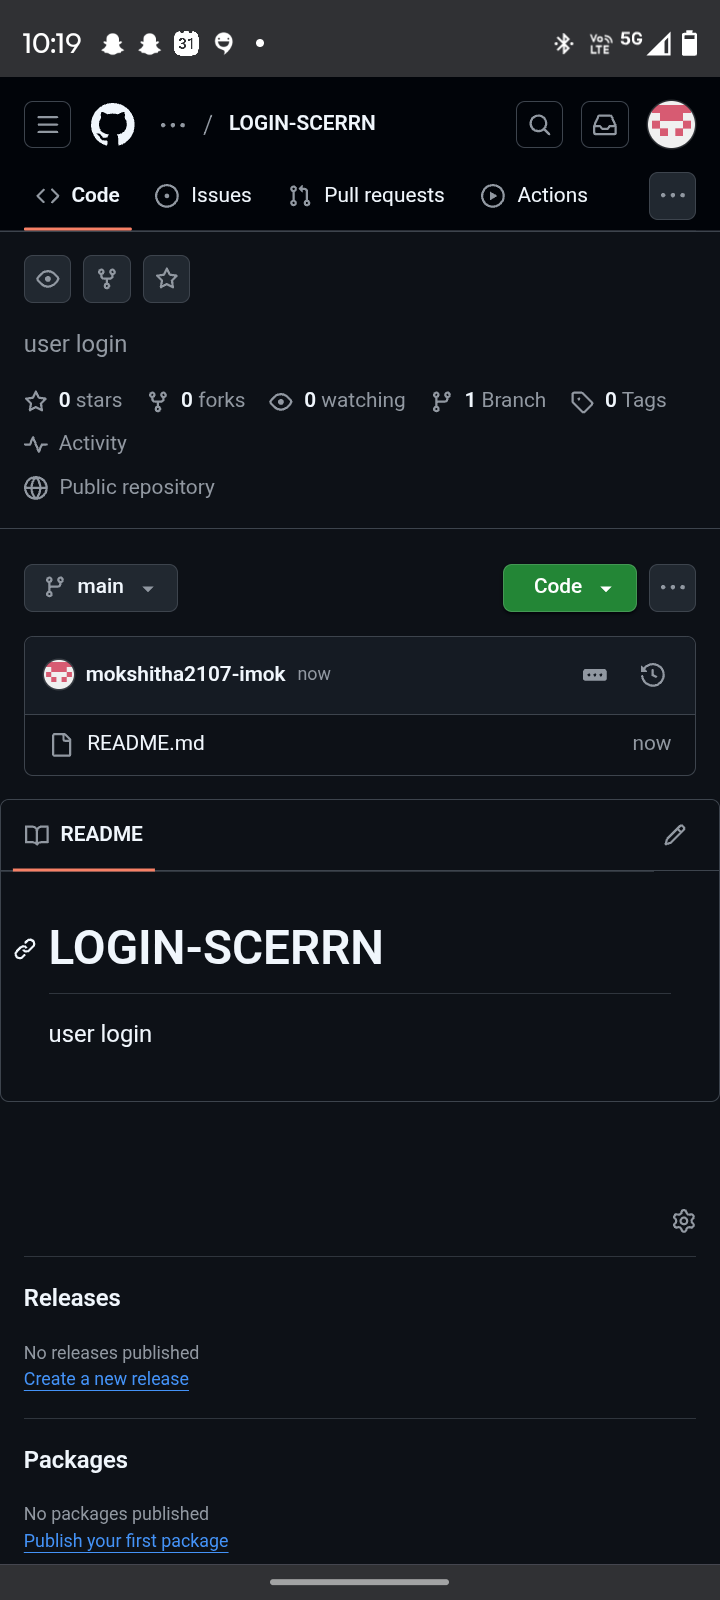 10:19 31 Vo LTE 5G
... / LOGIN-SCERRN
Code Issues Pull requests Actions ...
user login
0 stars 0 forks 0 watching 1 Branch 0 Tags
Activity
Public repository
main Code ...
mokshitha2107-imok now
README.md now
README
LOGIN-SCERRN
user login
Releases
No releases published
Create a new release
Packages
No packages published
Publish your first package